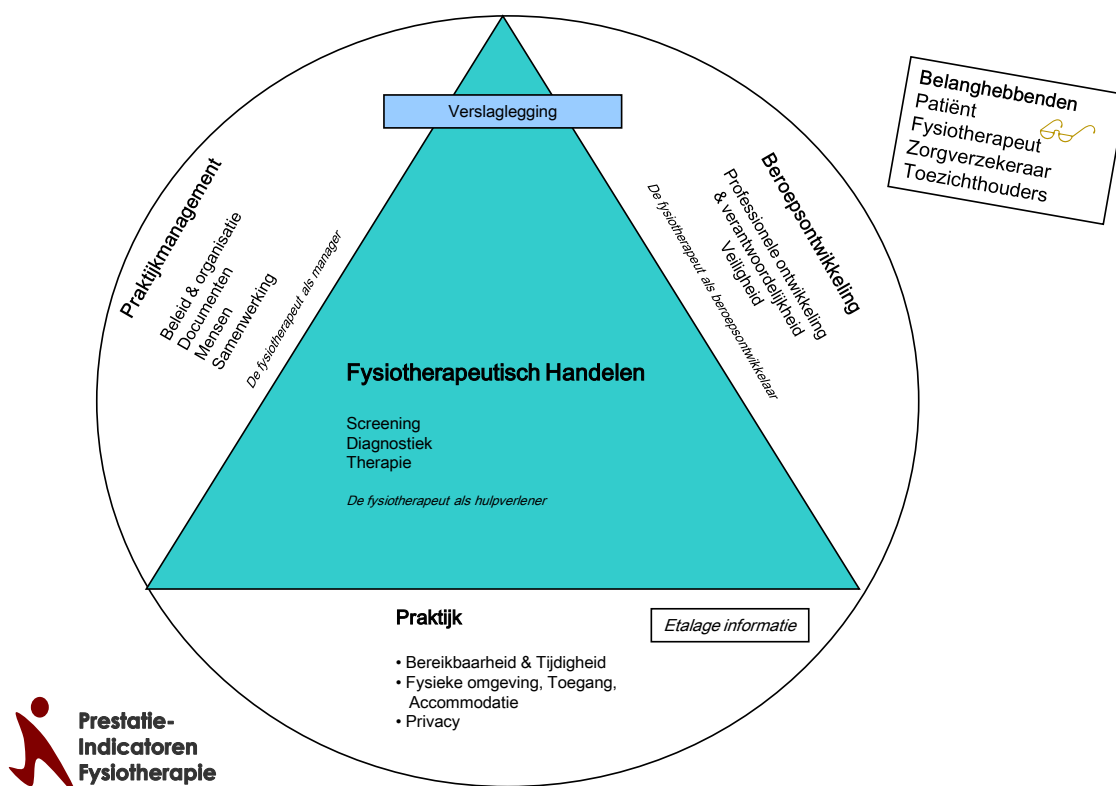 Verslaglegging
Belanghebbenden
Patiënt
Fysiotherapeut
Zorgverzekeraar
Toezichthouders
Praktijkmanagement
Beleid & organisatie
Documenten
Mensen
Samenwerking
De fysiotherapeut als manager
Beroepsontwikkeling
Professionele ontwikkeling
& verantwoordelijkheid
Veiligheid
De fysiotherapeut als beroepsontwikkelaar
Fysiotherapeutisch Handelen
Screening
Diagnostiek
Therapie
De fysiotherapeut als hulpverlener
Praktijk
Etalage informatie
• Bereikbaarheid & Tijdigheid
• Fysieke omgeving, Toegang,
Accommodatie
• Privacy
Prestatie-
Indicatoren
Fysiotherapie